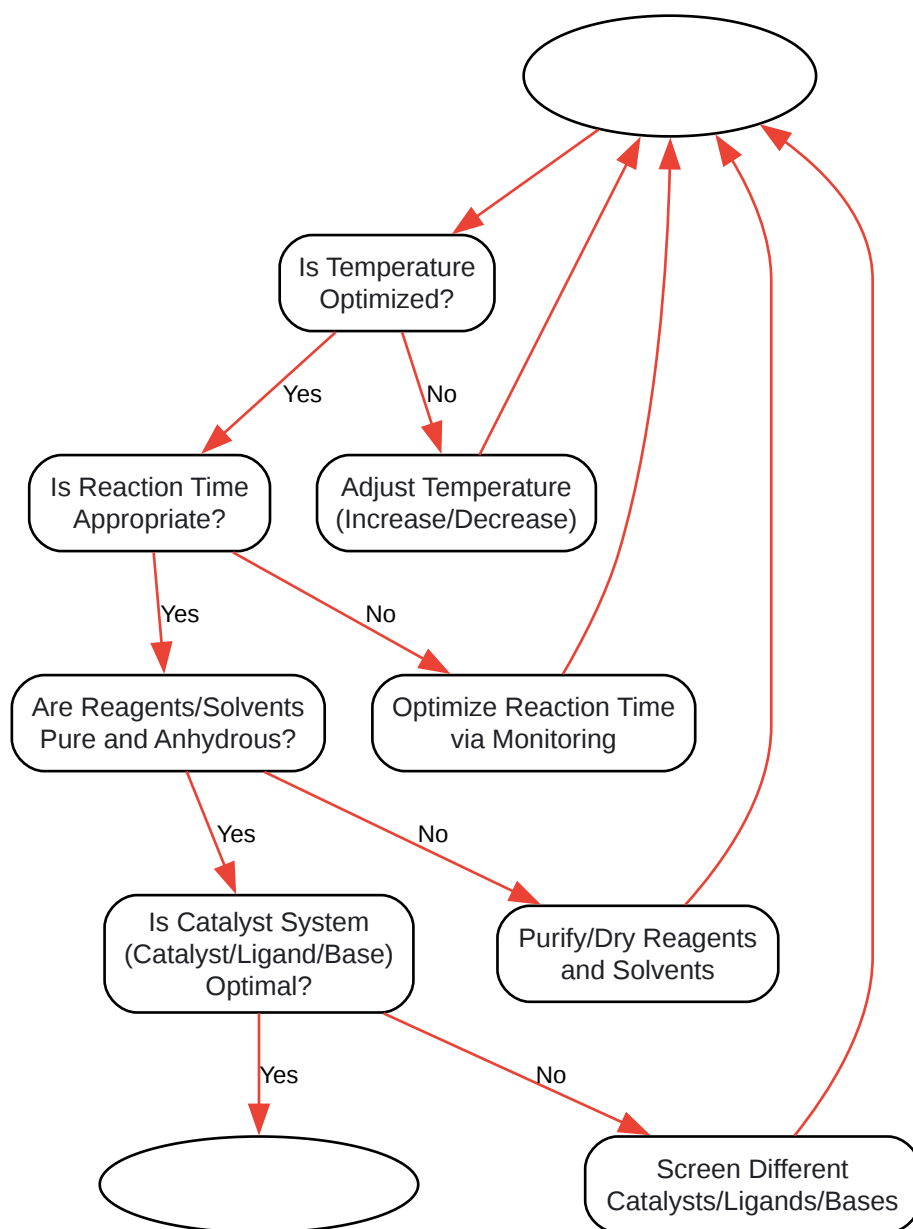 Is Temperature
Optimized?
Yes
No
Is Reaction Time
Appropriate?
Adjust Temperature
(Increase/Decrease)
Yes
No
Are Reagents/Solvents
Pure and Anhydrous?
Optimize Reaction Time
via Monitoring
Yes
No
Is Catalyst System
(Catalyst/Ligand/Base)
Optimal?
Purify/Dry Reagents
and Solvents
Yes
No
Screen Different
Catalysts/Ligands/Bases